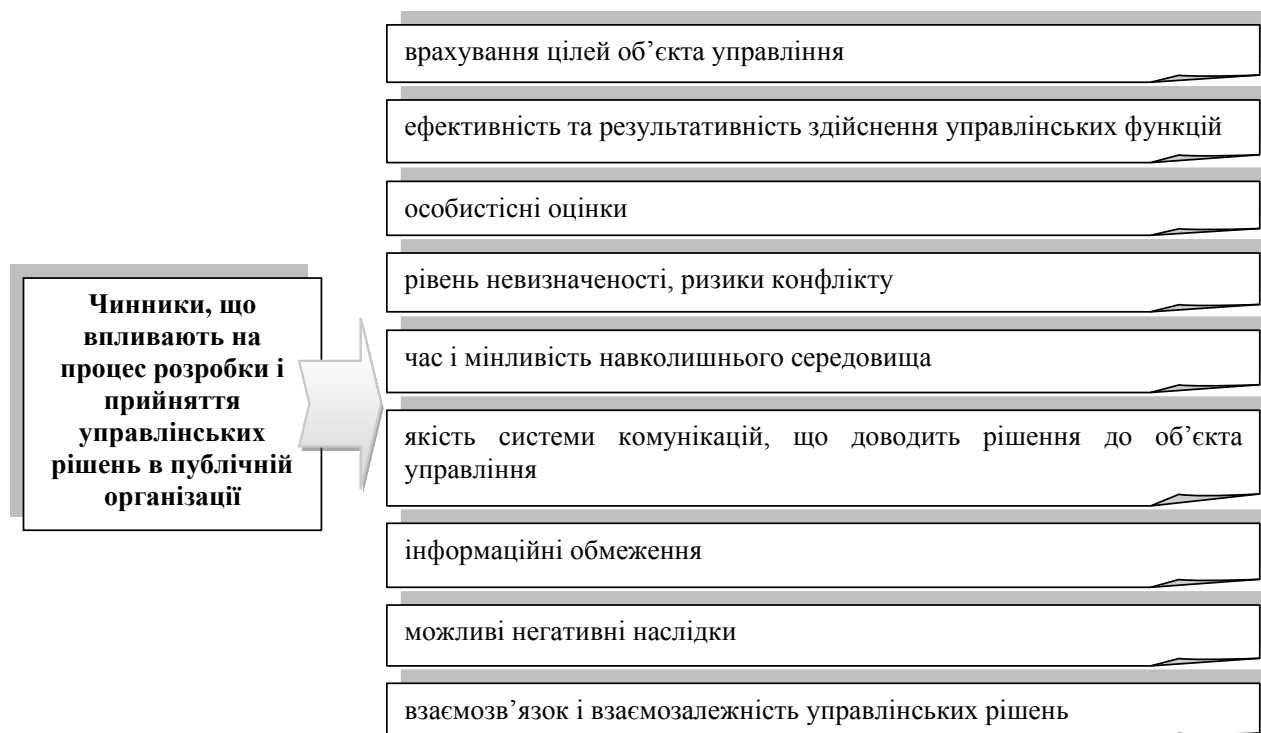 врахування цілей об’єкта управління
ефективність та результативність здійснення управлінських функцій
особистісні оцінки
рівень невизначеності, ризики конфлікту
Чинники, що
впливають на
процес розробки і
прийняття
управлінських
рішень в публічній
організації
час і мінливість навколишнього середовища
якість системи комунікацій, що доводить рішення до об’єкта
управління
інформаційні обмеження
можливі негативні наслідки
взаємозв’язок і взаємозалежність управлінських рішень